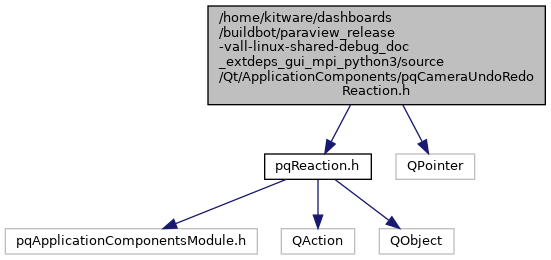 /home/kitware/dashboards
/buildbot/paraview_release
-vall-linux-shared-debug_doc
_extdeps_gui_mpi_python3/source
/Qt/ApplicationComponents/pqCameraUndoRedo
Reaction.h
pqReaction.h
QPointer
pqApplicationComponentsModule.h
QAction
QObject